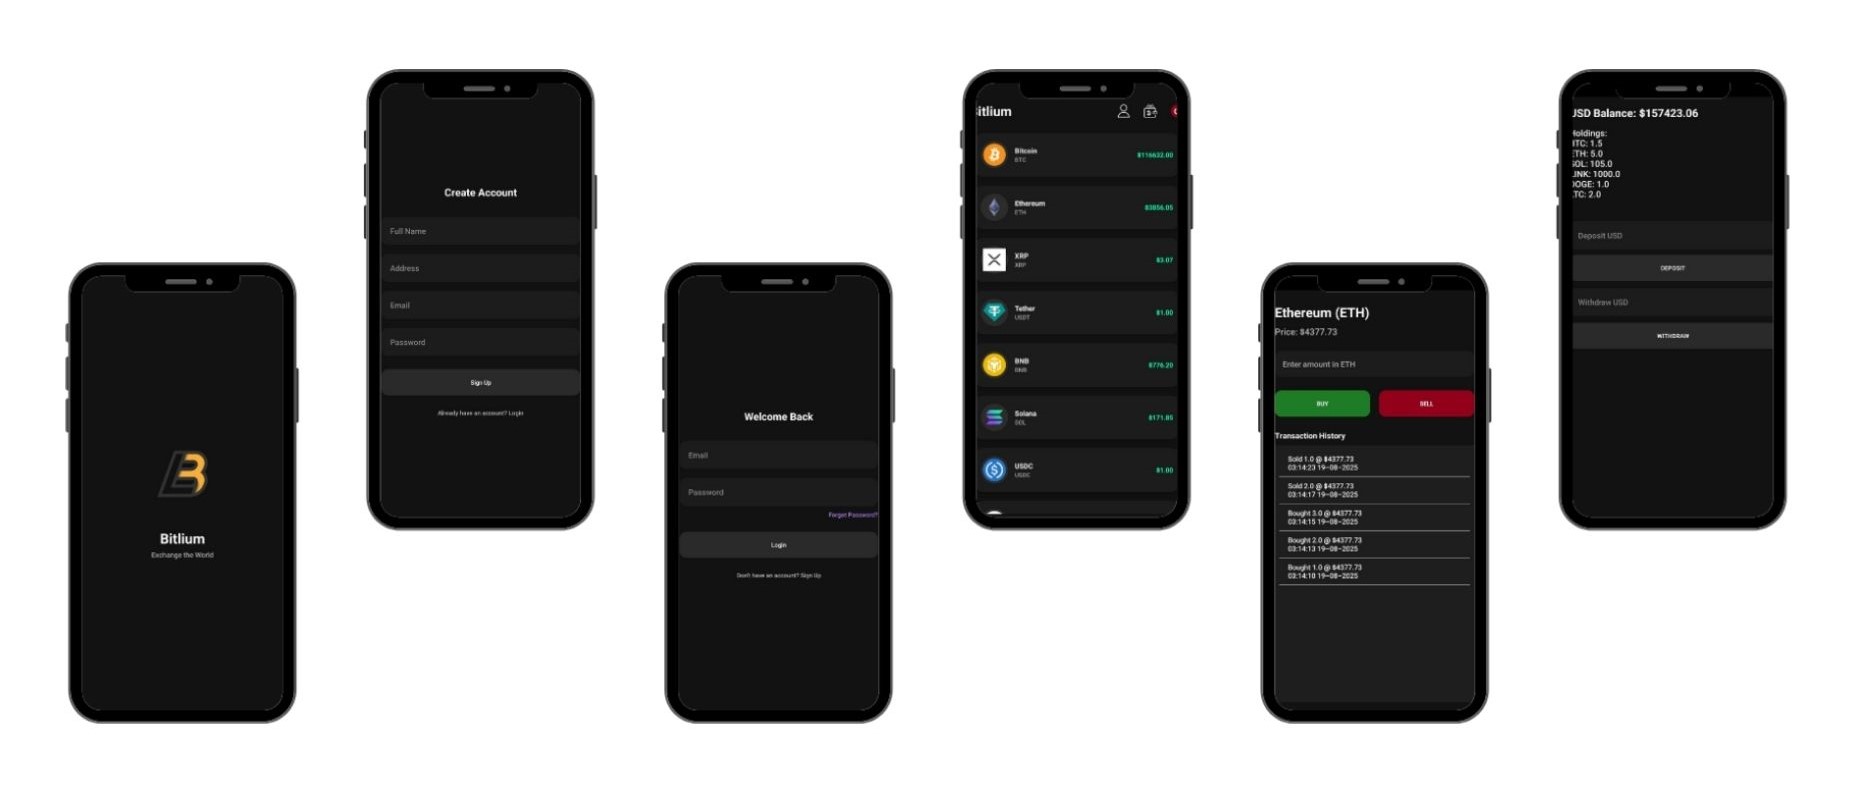 Bitlium
Exchange the World
Create Account
Full Name
Address
Email
Password
Sign Up
Already have an account? Login
Welcome Back
Email
Password
Forgot Password?
Login
Don't have an account? Sign Up
itlium
Bitcoin
BTC
$116632.00
Ethereum
ETH
$3856.05
XRP
XRP
$3.07
Tether
USDT
$1.00
BNB
BNB
$776.20
Solana
SOL
$171.85
USDC
USDC
$1.00
Ethereum (ETH)
Price: $4377.73
Enter amount in ETH
BUY
SELL
Transaction History
Sold 1.0 @ $4377.73
03:14:23 19-08-2025
Sold 2.0 @ $4377.73
03:14:17 19-08-2025
Bought 3.0 @ $4377.73
03:14:15 19-08-2025
Bought 2.0 @ $4377.73
03:14:13 19-08-2025
Bought 1.0 @ $4377.73
03:14:10 19-08-2025
USD Balance: $157423.06
Holdings:
BTC: 1.5
ETH: 5.0
SOL: 105.0
LINK: 1000.0
DOGE: 1.0
LTC: 2.0
Deposit USD
DEPOSIT
Withdraw USD
WITHDRAW